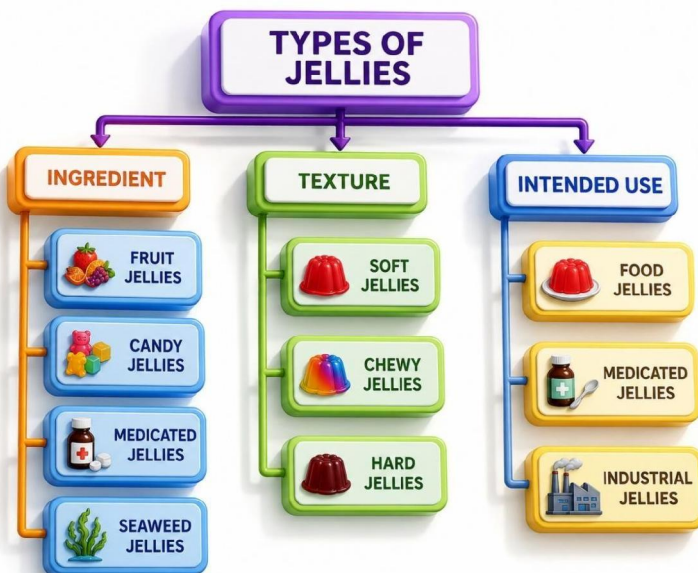 TYPES OF
JELLIES
INGREDIENT
FRUIT
JELLIES
CANDY
JELLIES
MEDICATED
JELLIES
SEAWEED
JELLIES
TEXTURE
SOFT
JELLIES
CHEWY
JELLIES
HARD
JELLIES
INTENDED USE
FOOD
JELLIES
MEDICATED
JELLIES
INDUSTRIAL
JELLIES